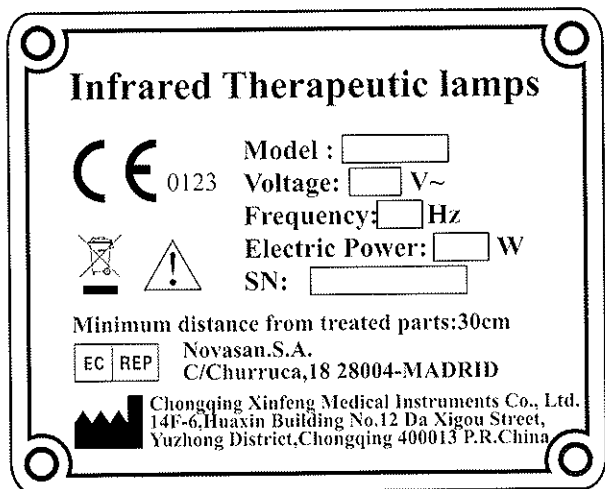 Infrared Therapeutic lamps
CE 0123
Model :
Voltage: V~
Frequency: Hz
Electric Power: W
SN:
Minimum distance from treated parts:30cm
EC REP
Novasan.S.A.
C/Churruca,18 28004-MADRID
Chongqing Xinfeng Medical Instruments Co., Ltd.
14F-6,Huaxin Building No.12 Da Xigou Street,
Yuzhong District,Chongqing 400013 P.R.China